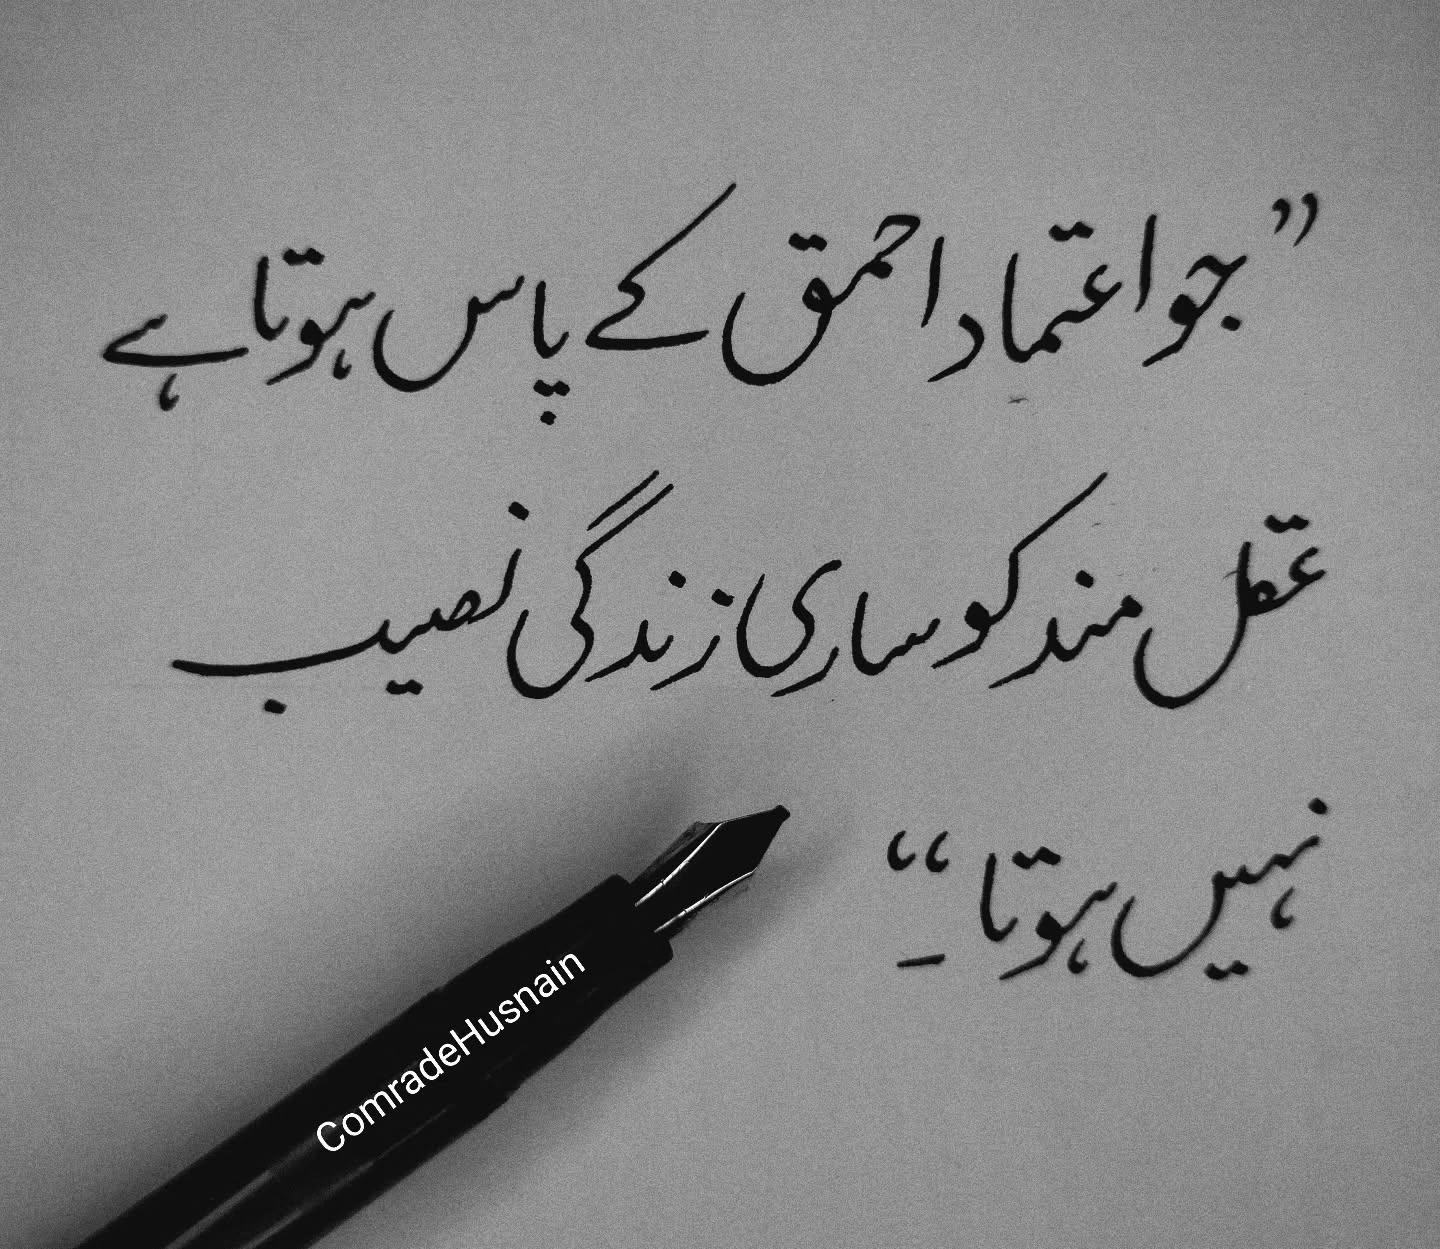 ”جو اعتماد احمق کے پاس ہوتا ہے
عقل مند کو ساری زندگی نصیب
نہیں ہوتا“۔
ComradeHusnain